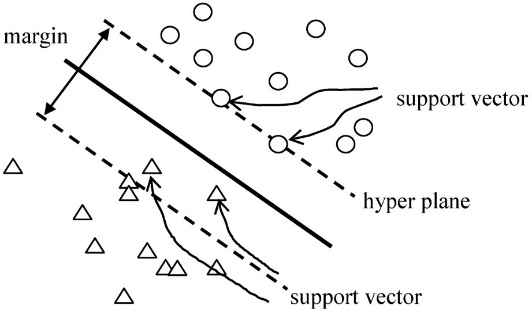 margin
support vector
hyper plane
support vector